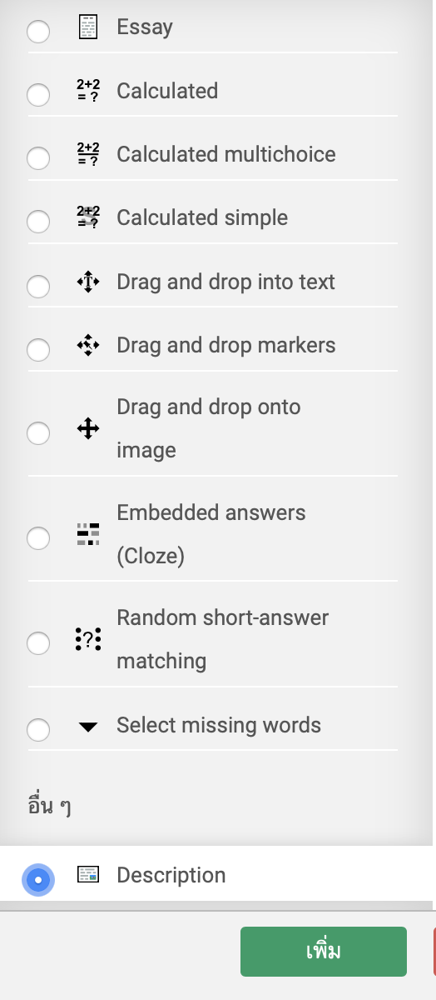 Essay
2+2
= ?
Calculated
2+2
= ?
Calculated multichoice
2+2
= ?
Calculated simple
Drag and drop into text
Drag and drop markers
Drag and drop onto
image
Embedded answers
(Cloze)
Random short-answer
matching
Select missing words
อื่น ๆ
Description
เพิ่ม